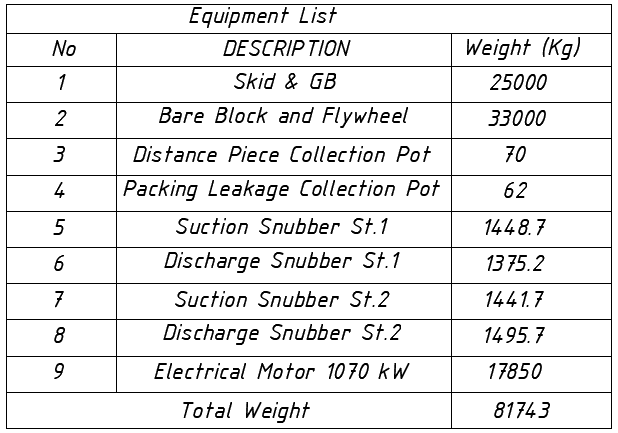 Equipment List
No DESCRIPTION Weight (Kg)
1 Skid & GB 25000
2 Bare Block and Flywheel 33000
3 Distance Piece Collection Pot 70
4 Packing Leakage Collection Pot 62
5 Suction Snubber St.1 1448.7
6 Discharge Snubber St.1 1375.2
7 Suction Snubber St.2 1441.7
8 Discharge Snubber St.2 1495.7
9 Electrical Motor 1070 kW 17850
Total Weight 81743